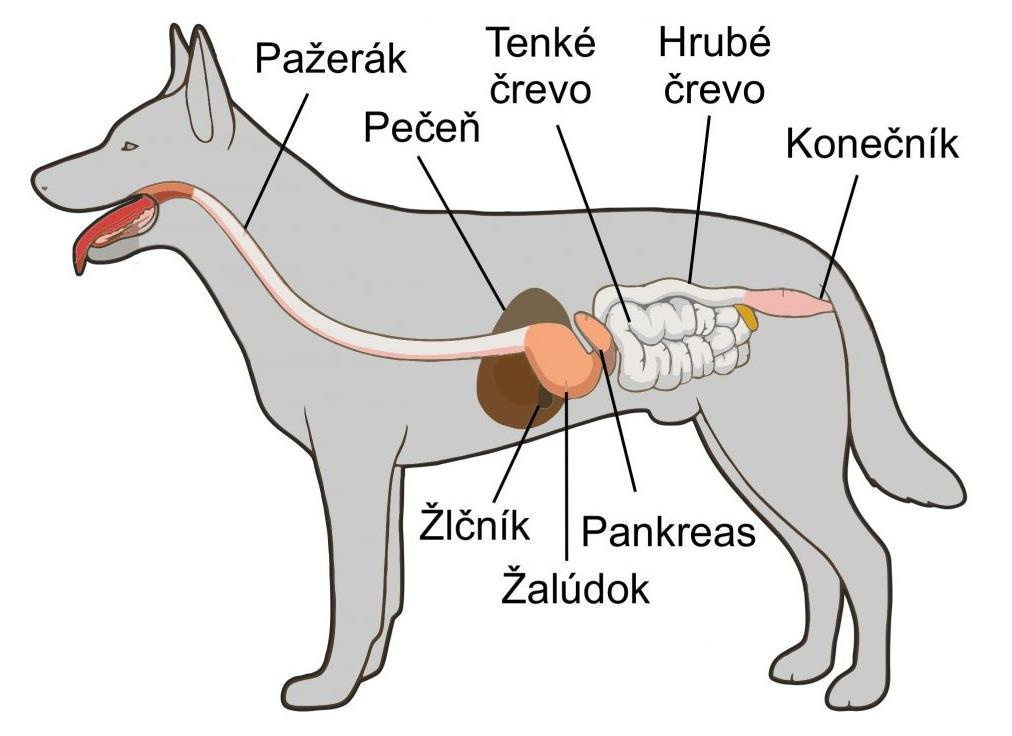 Pažerák
Tenké
črevo
Hrubé
črevo
Pečeň
Konečník
Žlčník
Pankreas
Žalúdok